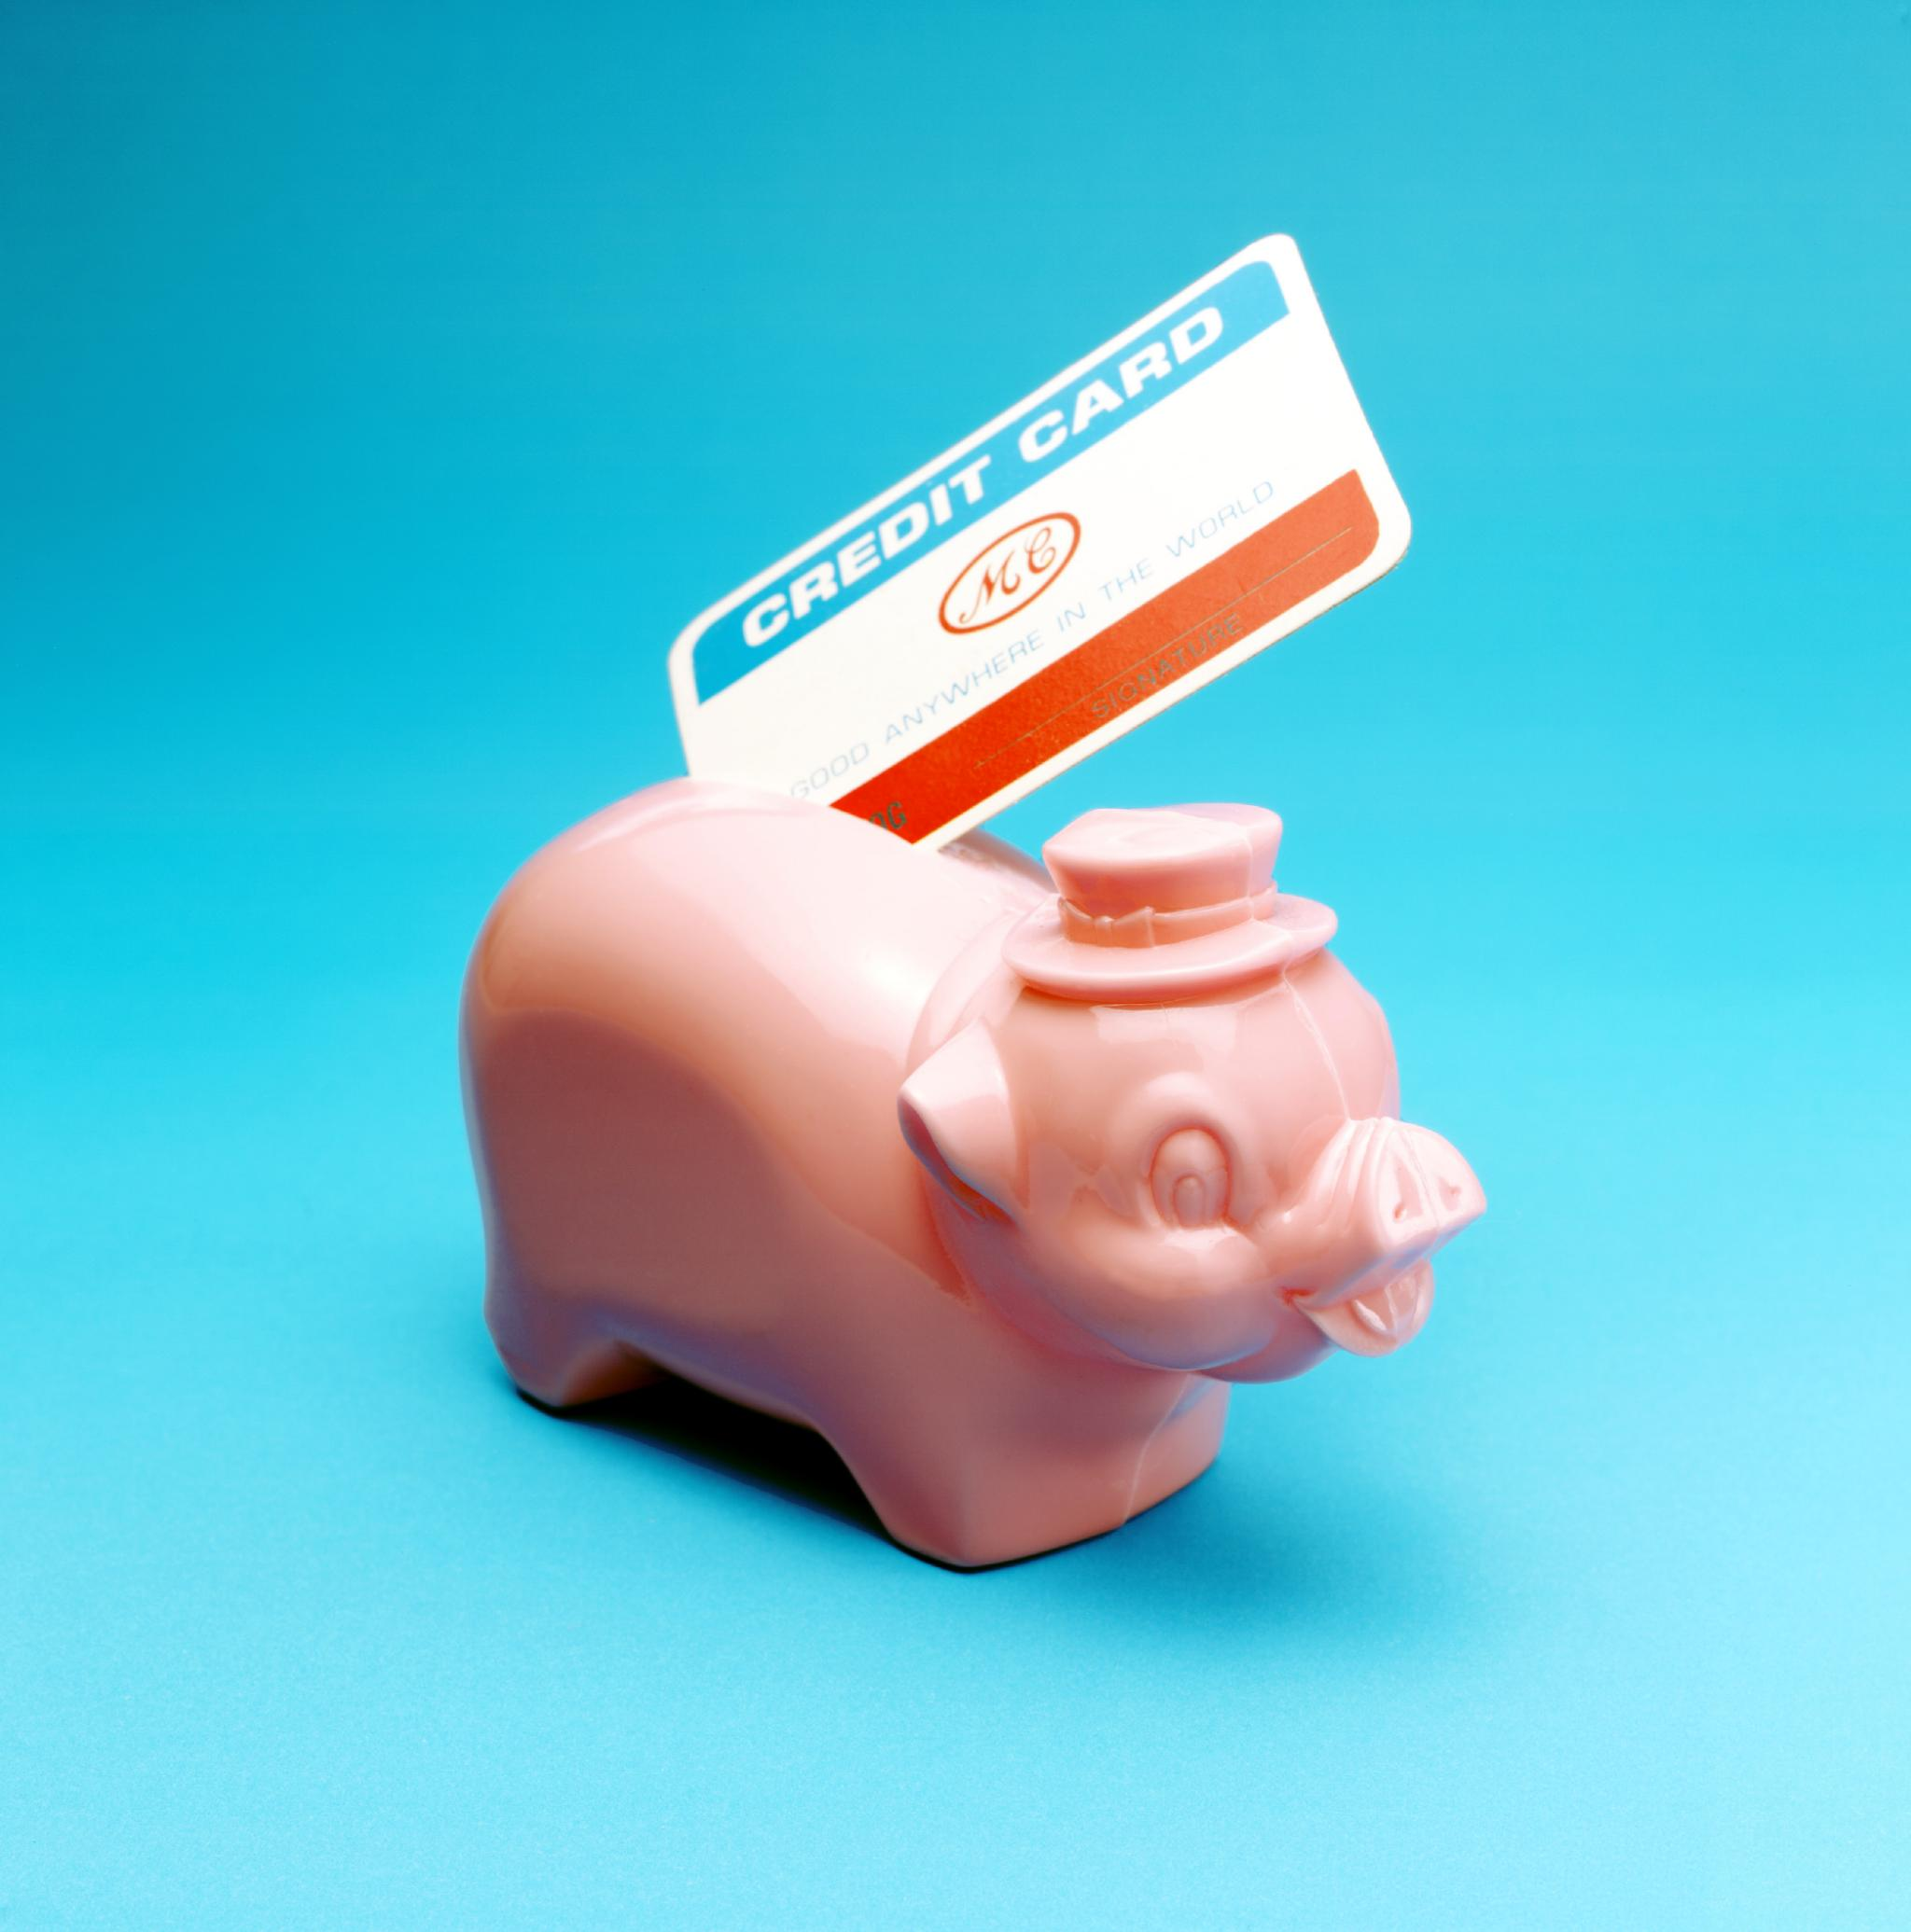 CREDIT CARD
MC
GOOD ANYWHERE IN THE WORLD
SIGNATURE